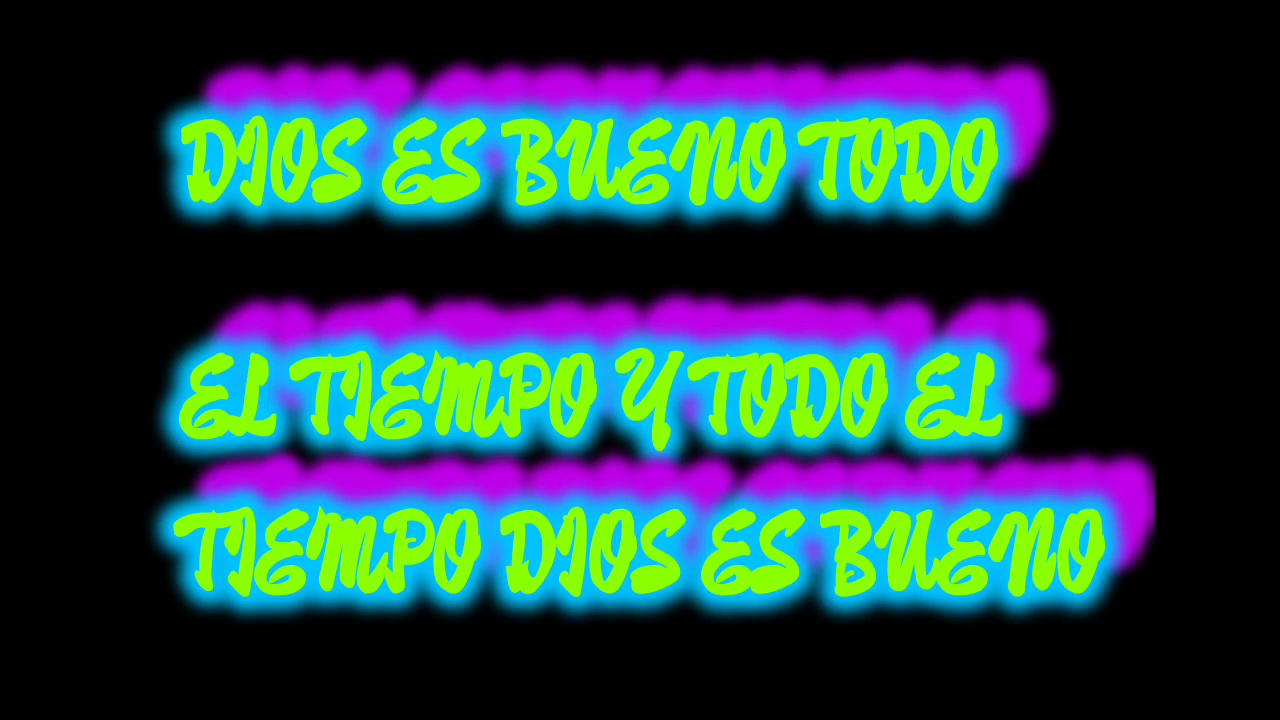 DIOS ES BUENO TODO
EL TIEMPO Y TODO EL
TIEMPO DIOS ES BUENO